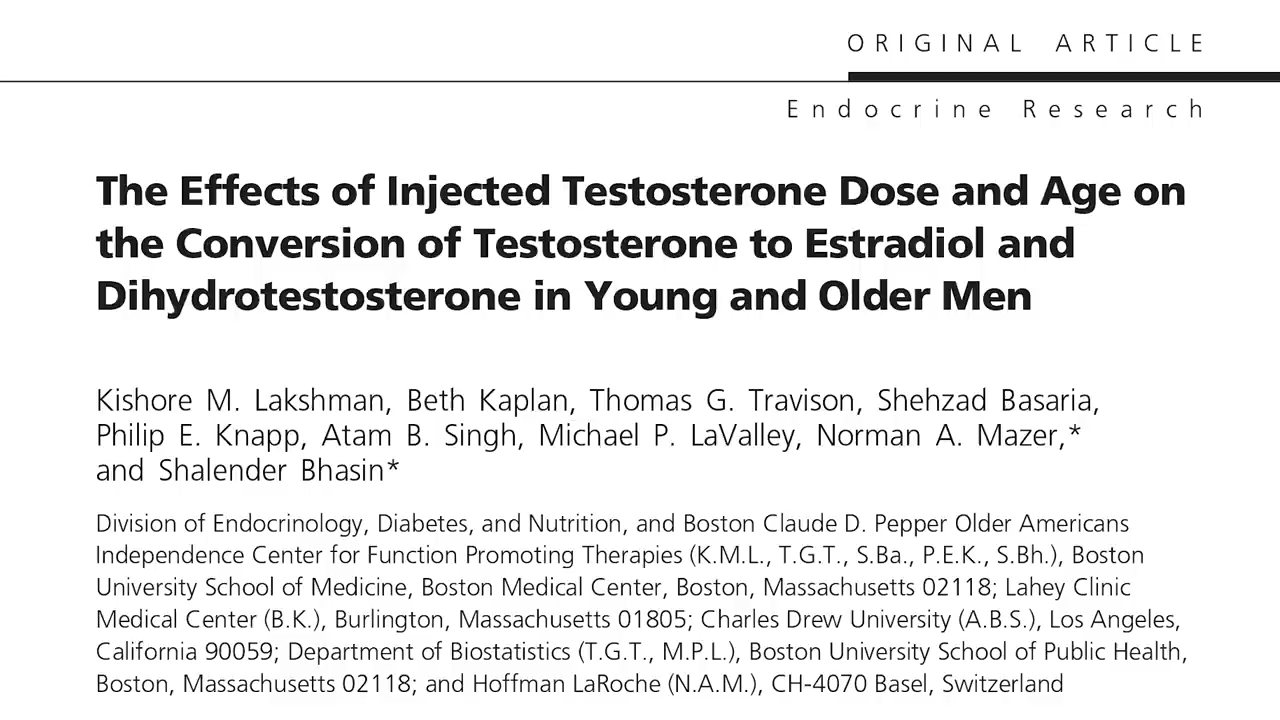 ORIGINAL ARTICLE
Endocrine Research
The Effects of Injected Testosterone Dose and Age on
the Conversion of Testosterone to Estradiol and
Dihydrotestosterone in Young and Older Men
Kishore M. Lakshman, Beth Kaplan, Thomas G. Travison, Shehzad Basaria,
Philip E. Knapp, Atam B. Singh, Michael P. LaValley, Norman A. Mazer,*
and Shalender Bhasin*
Division of Endocrinology, Diabetes, and Nutrition, and Boston Claude D. Pepper Older Americans
Independence Center for Function Promoting Therapies (K.M.L., T.G.T., S.Ba., P.E.K., S.Bh.), Boston
University School of Medicine, Boston Medical Center, Boston, Massachusetts 02118; Lahey Clinic
Medical Center (B.K.), Burlington, Massachusetts 01805; Charles Drew University (A.B.S.), Los Angeles,
California 90059; Department of Biostatistics (T.G.T., M.P.L.), Boston University School of Public Health,
Boston, Massachusetts 02118; and Hoffman LaRoche (N.A.M.), CH-4070 Basel, Switzerland